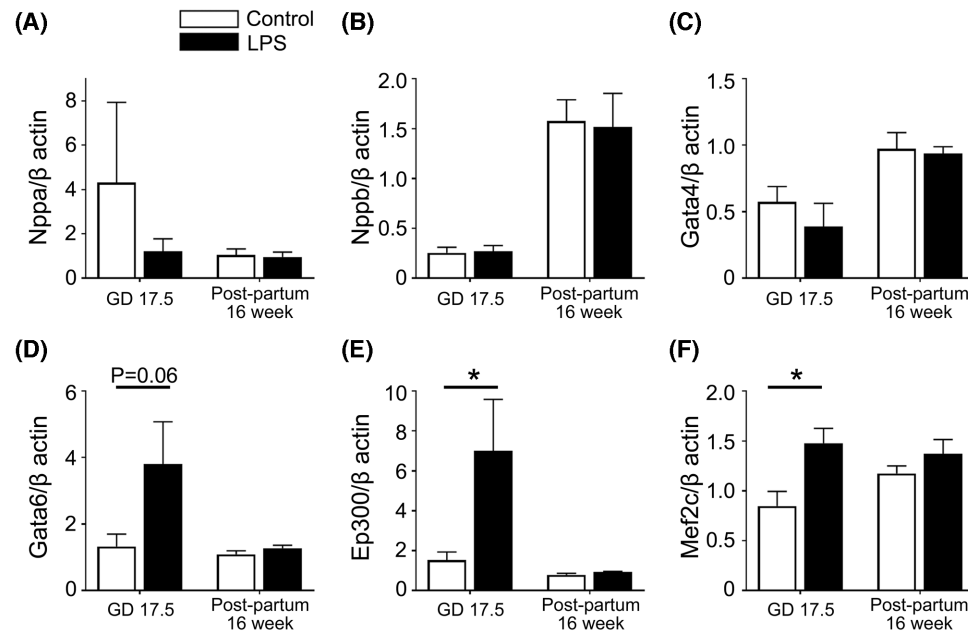 (A)
Control
LPS
Nppa/β actin
8
6
4
2
0
GD 17.5
Post-partum
16 week
(B)
Nppb/β actin
2.0
1.5
1.0
0.5
0
GD 17.5
Post-partum
16 week
(C)
Gata4/β actin
1.5
1.0
0.5
0
GD 17.5
Post-partum
16 week
(D)
Gata6/β actin
6
4
2
0
P=0.06
GD 17.5
Post-partum
16 week
(E)
Ep300/β actin
10
8
6
4
2
0
*
GD 17.5
Post-partum
16 week
(F)
Mef2c/β actin
2.0
1.5
1.0
0.5
0
*
GD 17.5
Post-partum
16 week